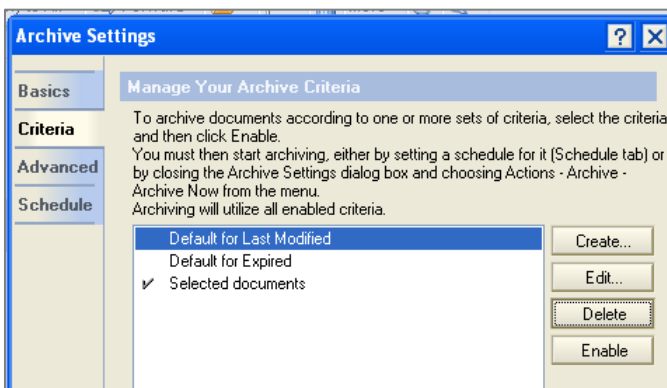 Archive Settings
Basics
Criteria
Advanced
Schedule
Manage Your Archive Criteria
To archive documents according to one or more sets of criteria, select the criteria
and then click Enable.
You must then start archiving, either by setting a schedule for it (Schedule tab) or
by closing the Archive Settings dialog box and choosing Actions - Archive -
Archive Now from the menu.
Archiving will utilize all enabled criteria.
Default for Last Modified
Default for Expired
Selected documents
Create...
Edit...
Delete
Enable